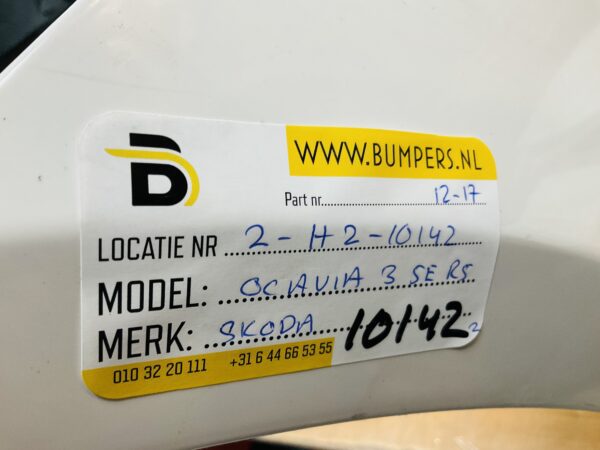 B
WWW.BUMPERS.NL
Part nr. 12-17
LOCATIE NR 2-H2-10142
MODEL: OCTAVIA 3 SE RS
MERK: SKODA 10142 2
010 32 20 111 +31 6 44 66 53 55